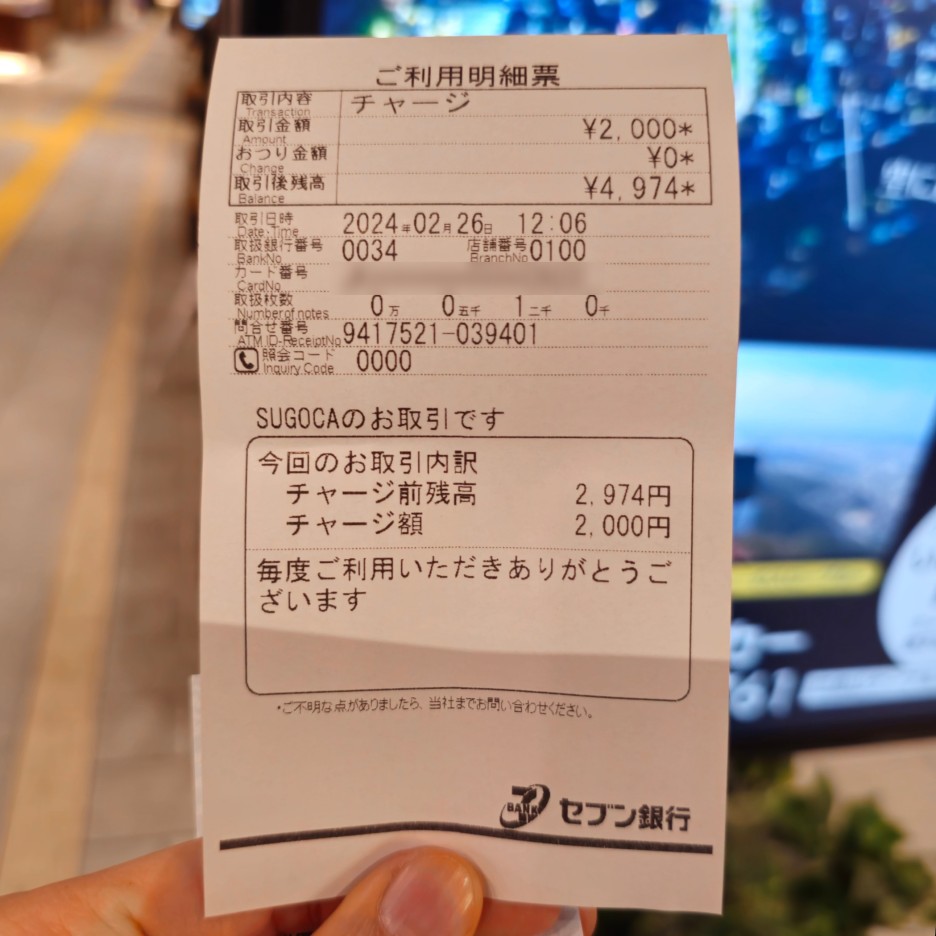 ご利用明細票
取引内容 チャージ
Transaction
取引金額 ¥2,000*
Amount
おつり金額 ¥0*
Change
取引後残高 ¥4,974*
Balance
取引日時 2024年02月26日 12:06
Date・Time
取扱銀行番号 0034 店舗番号 0100
BankNo BranchNo
カード番号
CardNo
取扱枚数 0万 0五千 1二千 0千
Number of notes
問合せ番号 9417521-039401
ATM ID-ReceiptNo
照会コード 0000
Inquiry Code
SUGOCAのお取引です
今回のお取引内訳
チャージ前残高 2,974円
チャージ額 2,000円
毎度ご利用いただきありがとうご
ざいます
*ご不明な点がありましたら、当社までお問い合わせください。
7 BANK セブン銀行